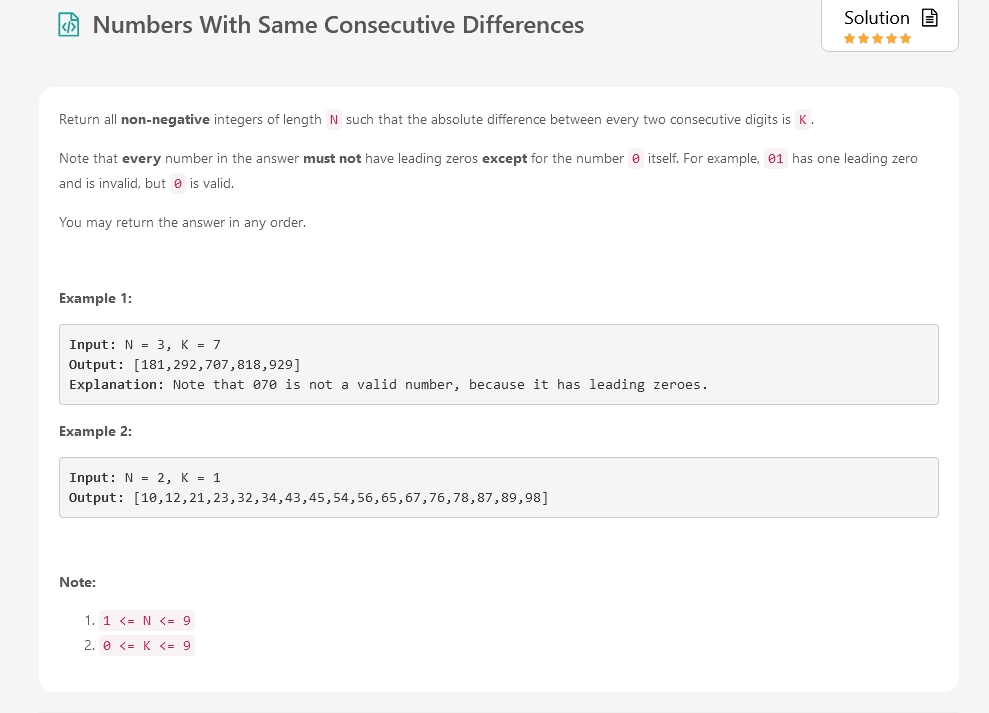 Numbers With Same Consecutive Differences
Solution
Return all non-negative integers of length N such that the absolute difference between every two consecutive digits is K.
Note that every number in the answer must not have leading zeros except for the number 0 itself. For example, 01 has one leading zero
and is invalid, but 0 is valid.
You may return the answer in any order.
Example 1:
Input: N = 3, K = 7
Output: [181,292,707,818,929]
Explanation: Note that 070 is not a valid number, because it has leading zeroes.
Example 2:
Input: N = 2, K = 1
Output: [10,12,21,23,32,34,43,45,54,56,65,67,76,78,87,89,98]
Note:
1. 1 <= N <= 9
2. 0 <= K <= 9